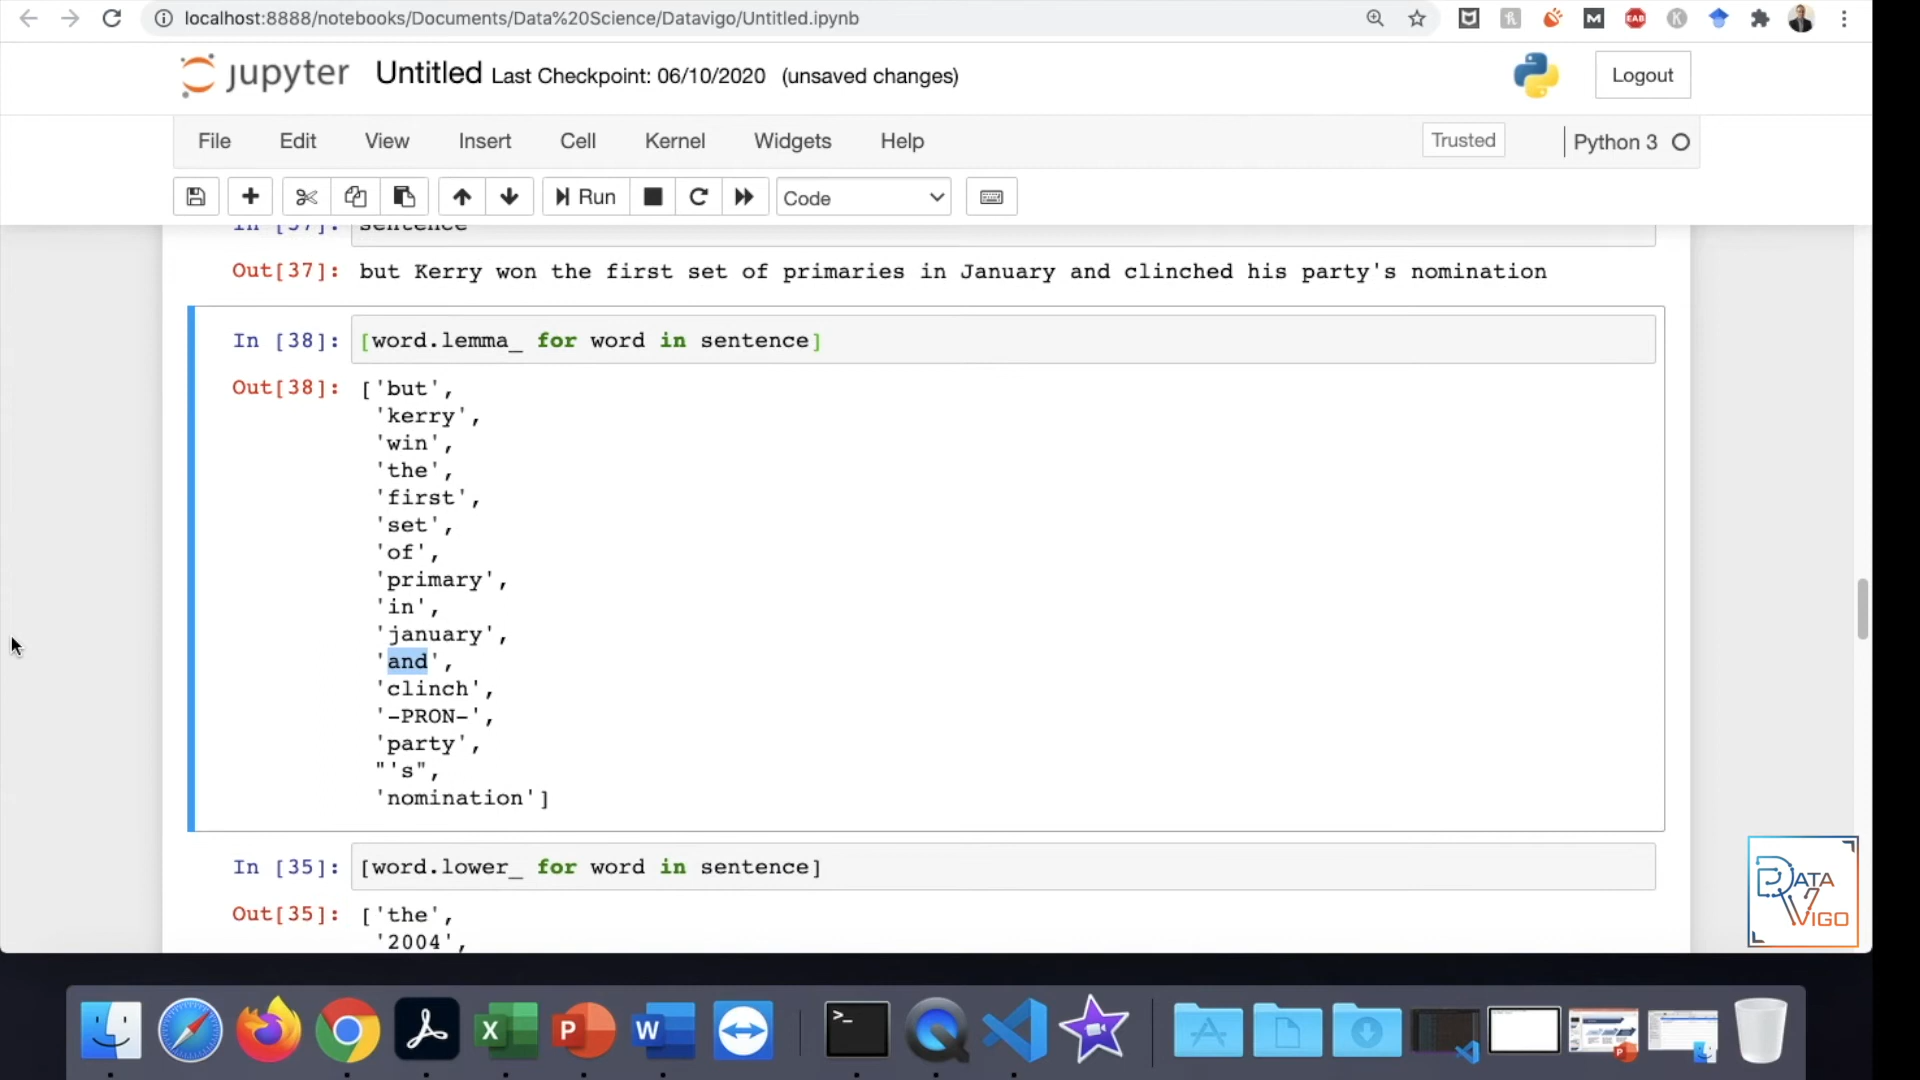 localhost:8888/notebooks/Documents/Data%20Science/Datavigo/Untitled.ipynb
jupyter Untitled Last Checkpoint: 06/10/2020 (unsaved changes) Logout
File Edit View Insert Cell Kernel Widgets Help Trusted Python 3
Run Code
In [37]: sentence
Out[37]: but Kerry won the first set of primaries in January and clinched his party's nomination
In [38]: [word.lemma_ for word in sentence]
Out[38]: ['but',
'kerry',
'win',
'the',
'first',
'set',
'of',
'primary',
'in',
'january',
'and',
'clinch',
'-PRON-',
'party',
"'s",
'nomination']
In [35]: [word.lower_ for word in sentence]
Out[35]: ['the',
'2004',
DATA
VIGO